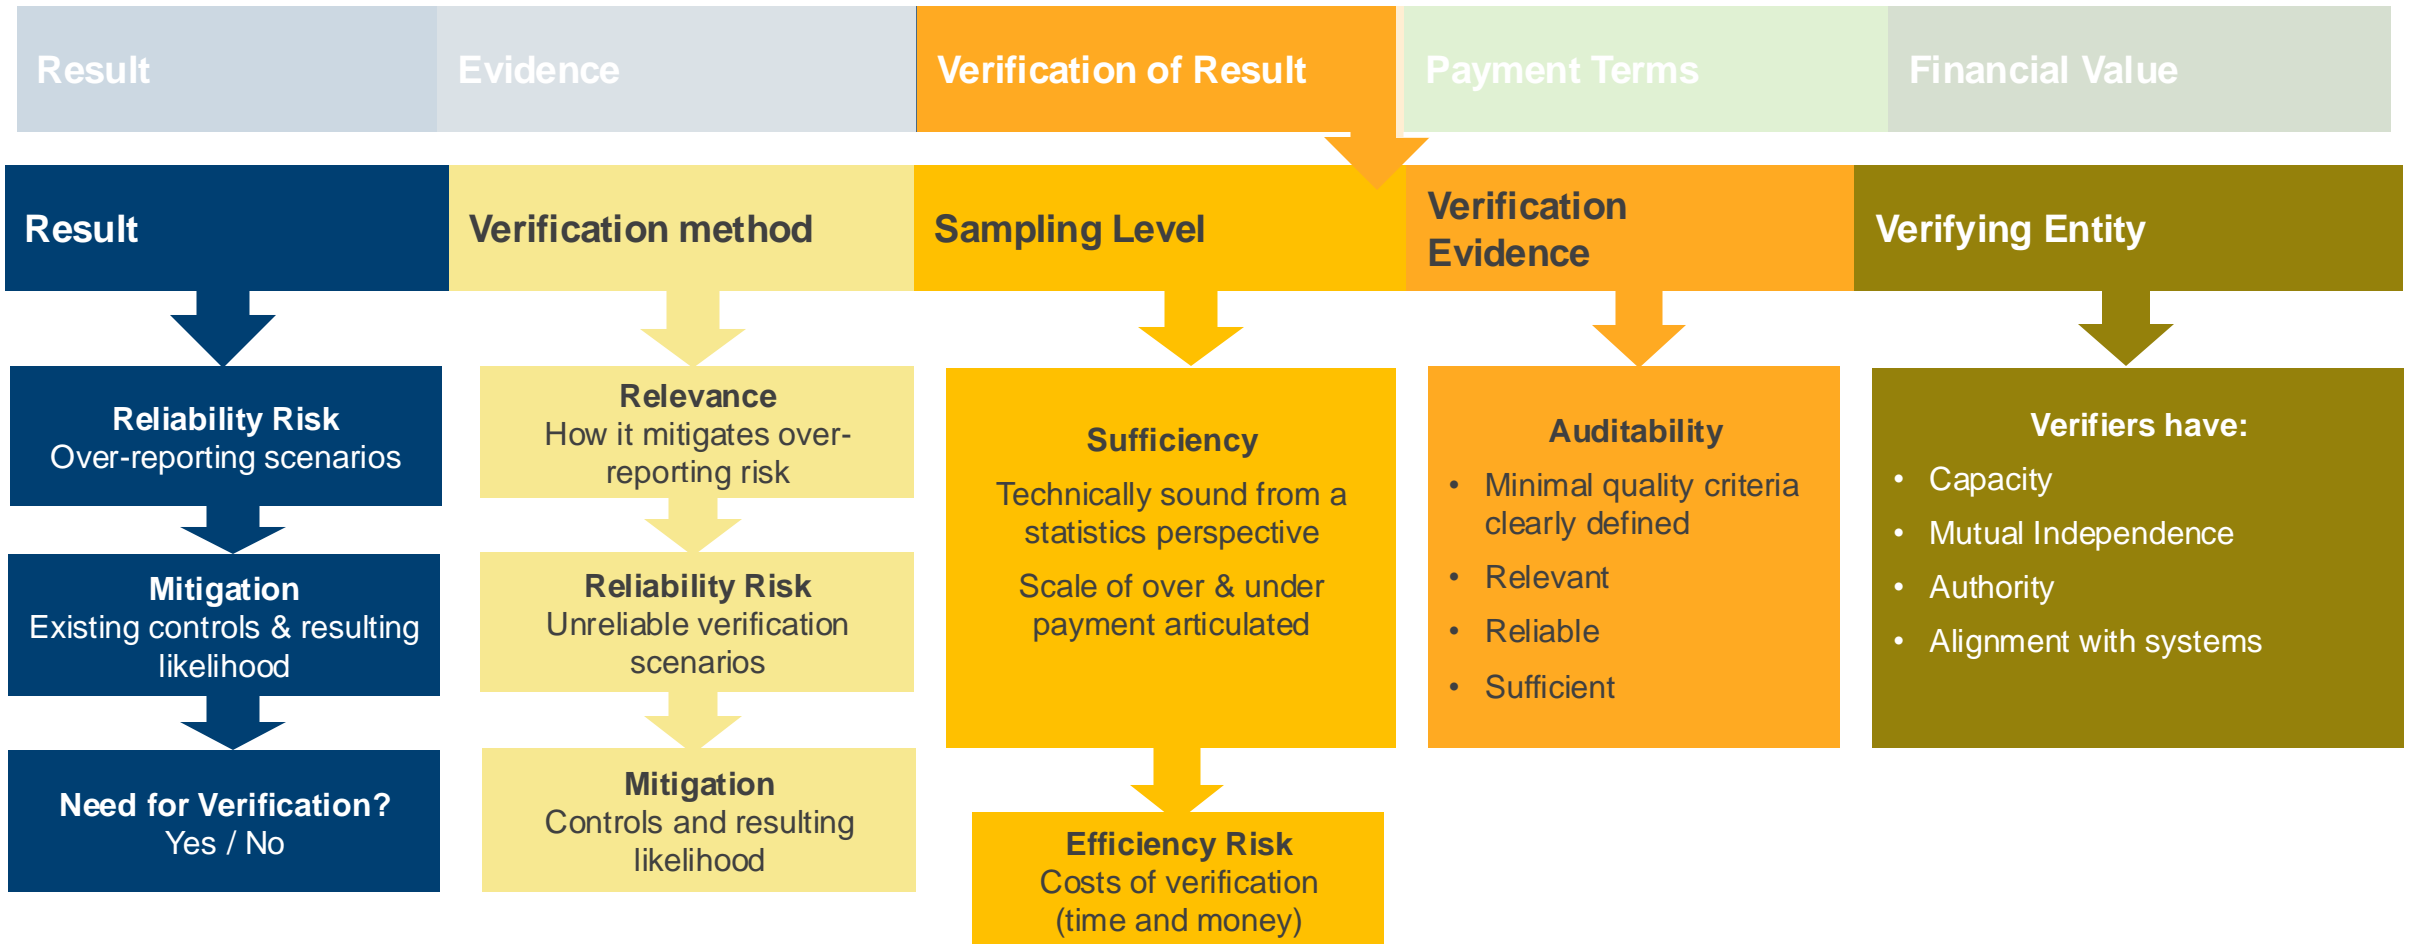 Result
Evidence
Verification of Result
Payment Terms
Financial Value
Result
Verification method
Sampling Level
Verification
Evidence
Verifying Entity
Reliability Risk
Over-reporting scenarios
Mitigation
Existing controls & resulting
likelihood
Need for Verification?
Yes / No
Relevance
How it mitigates over-
reporting risk
Reliability Risk
Unreliable verification
scenarios
Mitigation
Controls and resulting
likelihood
Sufficiency
Technically sound from a
statistics perspective
Scale of over & under
payment articulated
Efficiency Risk
Costs of verification
(time and money)
Auditability
• Minimal quality criteria
clearly defined
• Relevant
• Reliable
• Sufficient
Verifiers have:
• Capacity
• Mutual Independence
• Authority
• Alignment with systems